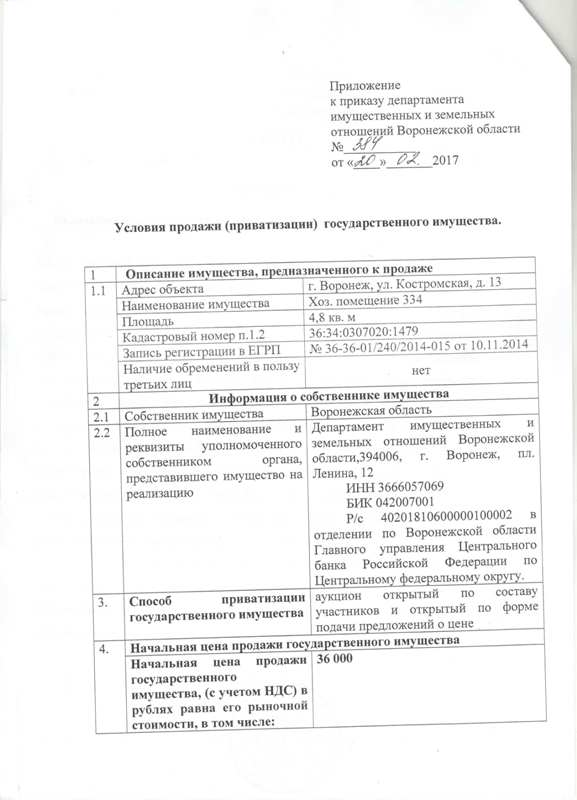 Приложение
к приказу департамента
имущественных и земельных
отношений Воронежской области
№ 384
от «20» 02. 2017
Условия продажи (приватизации) государственного имущества.
1 Описание имущества, предназначенного к продаже
1.1 Адрес объекта г. Воронеж, ул. Костромская, д. 13
Наименование имущества Хоз. помещение 334
Площадь 4,8 кв. м
Кадастровый номер п.1.2 36:34:0307020:1479
Запись регистрации в ЕГРП № 36-36-01/240/2014-015 от 10.11.2014
Наличие обременений в пользу
третьих лиц
нет
2 Информация о собственнике имущества
2.1 Собственник имущества Воронежская область
2.2 Полное наименование и
реквизиты уполномоченного
собственником органа,
представившего имущество на
реализацию
Департамент имущественных и
земельных отношений Воронежской
области,394006, г. Воронеж, пл.
Ленина, 12
ИНН 3666057069
БИК 042007001
Р/с 40201810600000100002 в
отделении по Воронежской области
Главного управления Центрального
банка Российской Федерации по
Центральному федеральному округу.
3. Способ приватизации
государственного имущества
аукцион открытый по составу
участников и открытый по форме
подачи предложений о цене
4. Начальная цена продажи государственного имущества
Начальная цена продажи
государственного
имущества, (с учетом НДС) в
рублях равна его рыночной
стоимости, в том числе:
36 000